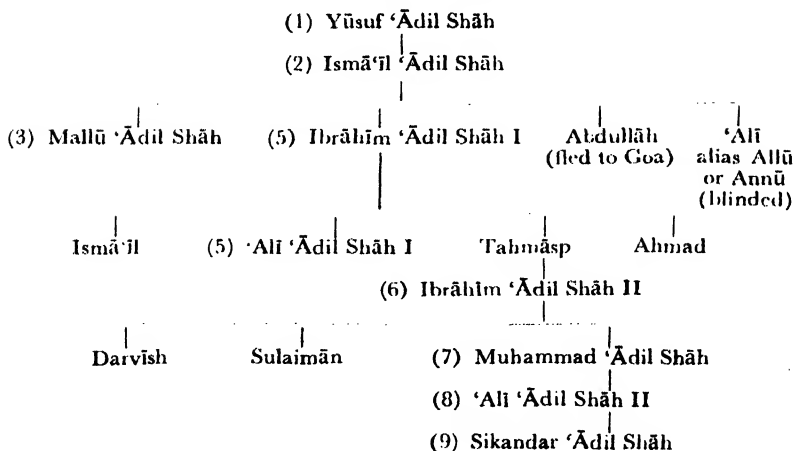 (1) Yūsuf ‘Ādil Shāh
(2) Ismā‘īl ‘Ādil Shāh
(3) Mallū ‘Ādil Shāh (5) Ibrāhīm ‘Ādil Shāh I Abdullāh ‘Alī
(fled to Goa) alias Allū
or Annū
(blinded)
Ismā‘īl (5) ‘Alī ‘Ādil Shāh I Tahmāsp Ahmad
(6) Ibrāhīm ‘Ādil Shāh II
Darvīsh Sulaimān (7) Muhammad ‘Ādil Shāh
(8) ‘Alī ‘Ādil Shāh II
(9) Sikandar ‘Ādil Shāh